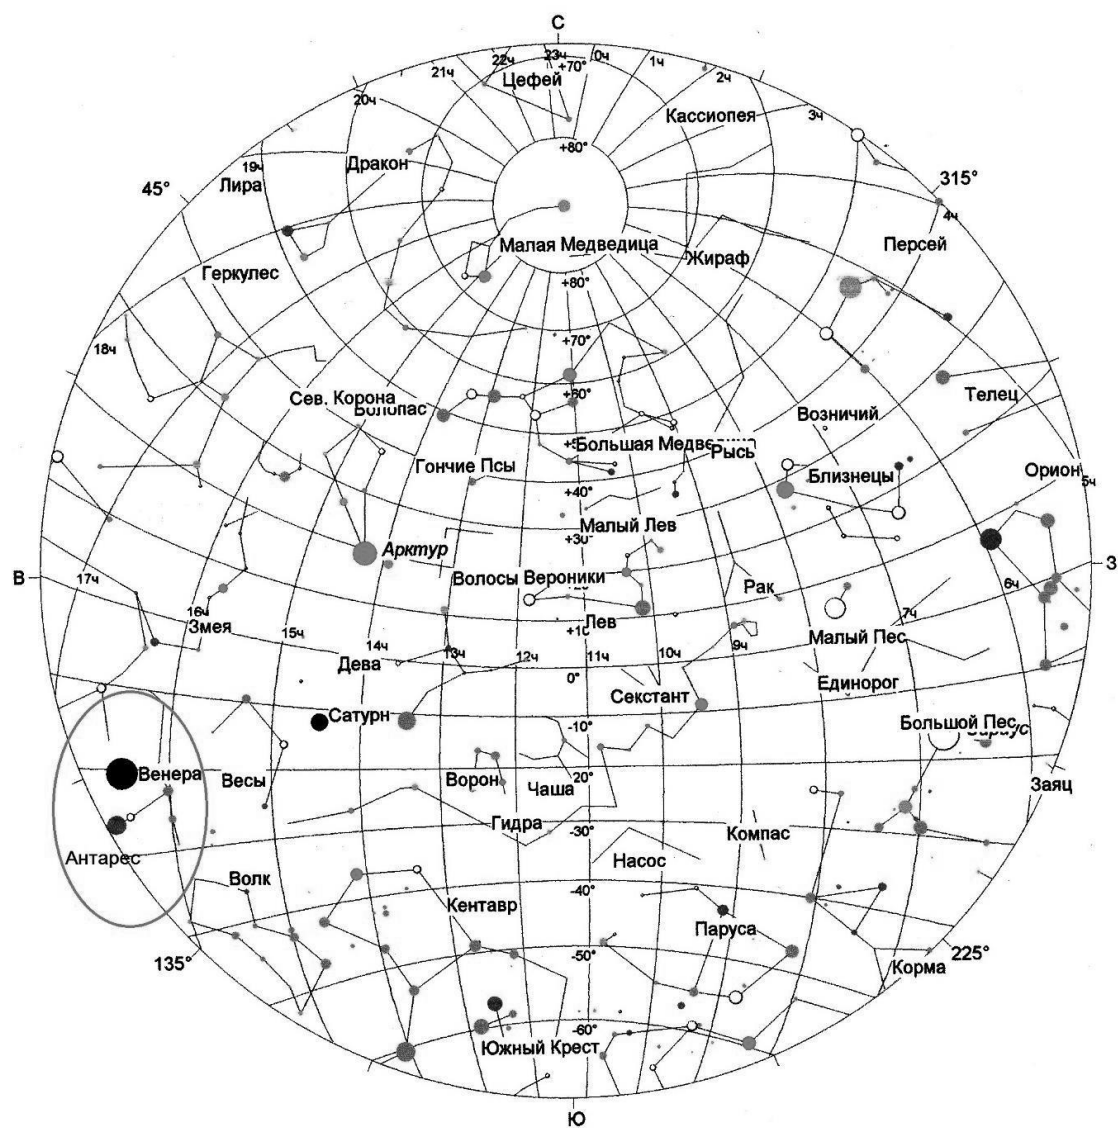 С
22ч
23ч
0ч
+70°
1ч
21ч
2ч
Цефей
20ч
Кассиопея
3ч
+80°
19ч
Дракон
Лира
45°
315°
4ч
Малая Медведица
Персей
Жираф
Геркулес
+80°
+70°
18ч
+60°
Телец
Сев. Корона
Возничий
Большая Медве
Рысь
Гончие Псы
Близнецы
Орион
5ч
+40°
Малый Лев
+30°
Арктур
В
17ч
Волосы Вероники
Рак
6ч
З
16ч
Змея
15ч
14ч
13ч
12ч
+10
Лев
11ч
10ч
9ч
7ч
Малый Пес
Дева
0°
Секстант
Единорог
Сатурн
-10°
Большой Пес
Венера
Весы
Ворон
Чаша
20°
Заяц
Гидра
-30°
Компас
Антарес
Насос
Волк
-40°
Кентавр
Паруса
135°
-50°
225°
Корма
-60°
Южный Крест
Ю